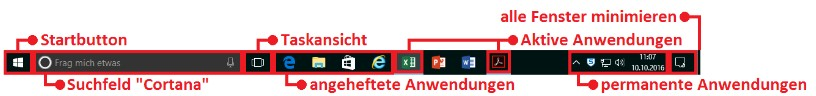 alle Fenster minimieren
Startbutton
Taskansicht
Aktive Anwendungen
Frag mich etwas
11:07
10.10.2016
Suchfeld "Cortana"
angeheftete Anwendungen
permanente Anwendungen